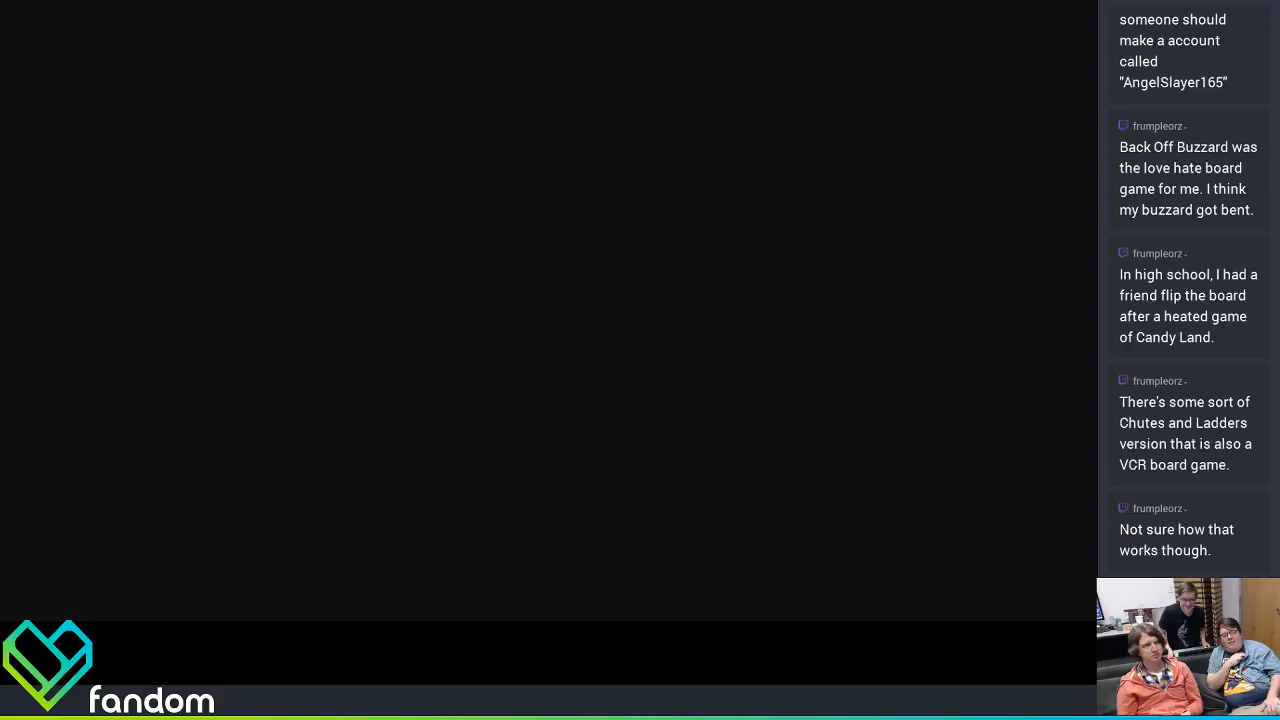 someone should
make a account
called
"AngelSlayer165"
frumpleorz-
Back Off Buzzard was
the love hate board
game for me. I think
my buzzard got bent.
frumpleorz-
In high school, I had a
friend flip the board
after a heated game
of Candy Land.
frumpleorz-
There's some sort of
Chutes and Ladders
version that is also a
VCR board game.
frumpleorz-
Not sure how that
works though.
fandom